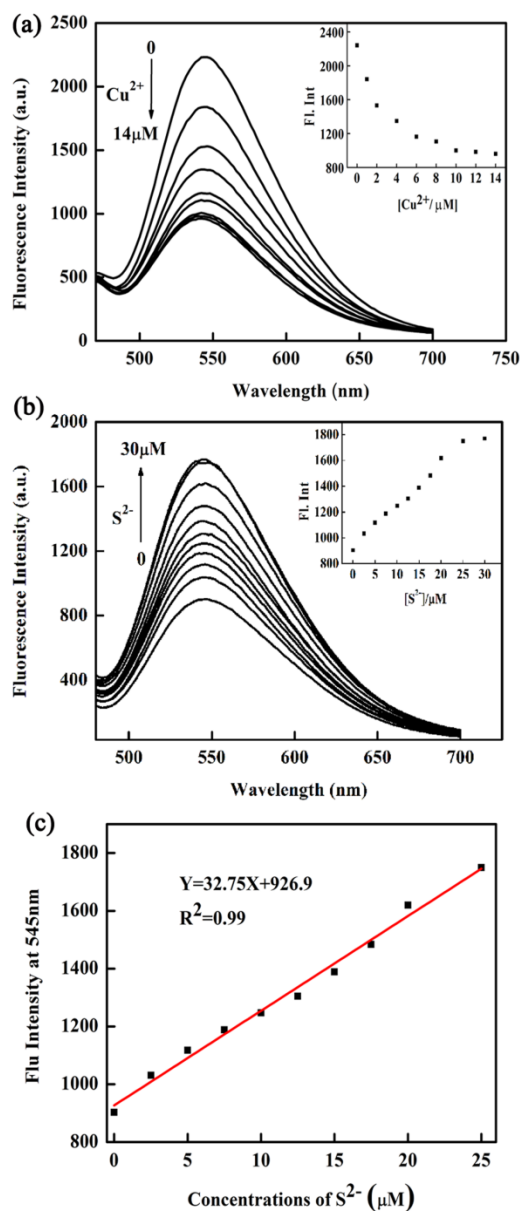 (a)
2500
2000
1500
1000
500
0
Fluorescence Intensity (a.u.)
0
Cu2+
14μM
2400
2000
1600
1200
800
Fl. Int
0 2 4 6 8 10 12 14
[Cu2+/ μM]
500 550 600 650 700 750
Wavelength (nm)
(b)
2000
1600
1200
800
400
Fluorescence Intensity (a.u.)
30μM
S2-
0
1800
1600
1400
1200
1000
800
Fl. Int
0 5 10 15 20 25 30
[S2-]/μM
500 550 600 650 700
Wavelength (nm)
(c)
1800
1600
1400
1200
1000
800
Flu Intensity at 545nm
Y=32.75X+926.9
R2=0.99
0 5 10 15 20 25
Concentrations of S2- (μM)